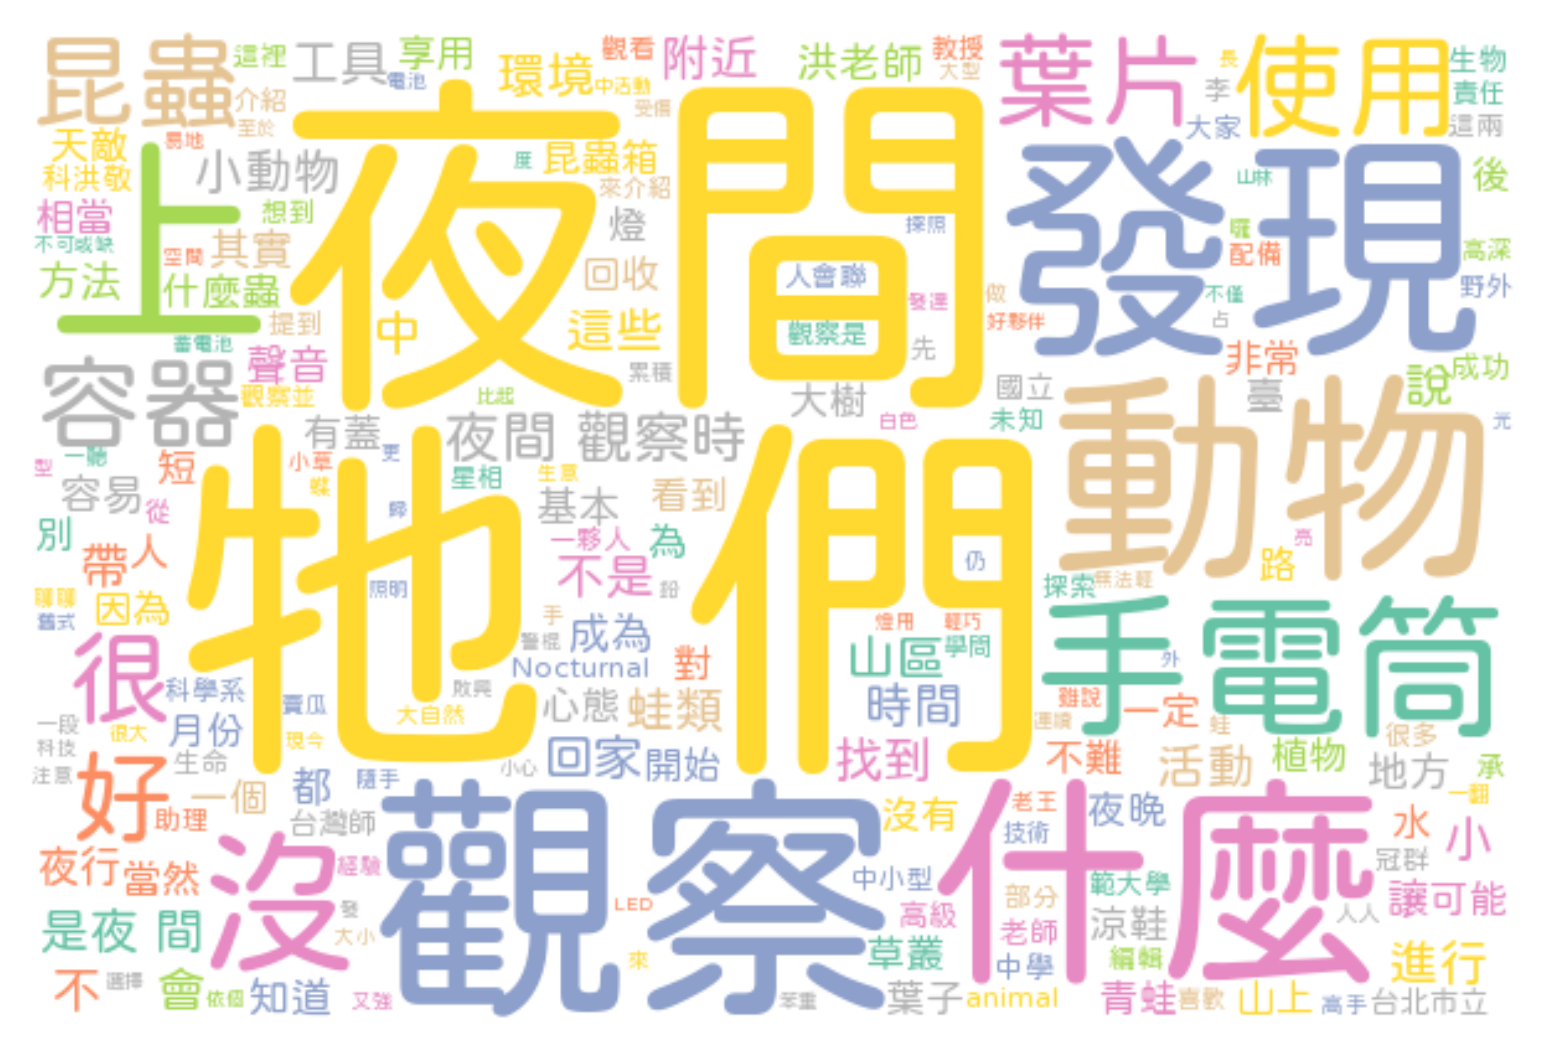 昆蟲
這裡
工具
享用
電池
介紹
至於
環境
觀看
中活動
附近
受傷
洪老師
教授
大型
葉片
長
李
大家
使用
生物
責任
這兩
天敵
易地
科洪敬
上
小動物
相當
想到
不可或缺
空間
其實
方法
什麼蟲
提到
蓄電池
夜間
度
昆蟲箱
來介紹
燈
回收
中
這些
探照
人會聯
觀察是
發達
做
好夥伴
先
發現
山林
囉
配備
不僅
占
後
高深
野外
非常
成功
說
容器
聲音
觀察並
有蓋
比起
累積
大樹
夜間 觀察時
白色
國立
未知
臺
光
動物
一聽
型
短
小草
蝶
更
容易
從
歸
星相
生意
基本
看到
別
帶
人
一夥人
為
不是
鉛
仍
亮
路
探索
無法輕
聊聊
舊式
因為
照明
牠們
手
警棍
成為
Nocturnal
對
燈用
輕巧
山區
學問
手電筒
外
很
科學系
賣瓜
敗興
大自然
心態
蛙類
時間
雖說
連續
一定
蛙
一段
科技
很大
月份
現今
注意
生命
小心
回家
開始
找到
不難
活動
植物
很多
地方
承
好
助理
一個
都
隨手
台灣師
沒有
老王
技術
夜晚
一翻
水
小
冠群
夜行
當然
沒
經驗
發
大小
觀察
LED
來
中小型
高級
什麼
部分
老師
中學
範大學
涼鞋
編輯
人人
讓可能
進行
是夜 間
不
選擇
會
依個
知道
又強
笨重
草叢
葉子
animal
青蛙
喜歡
山上
高手
台北市立